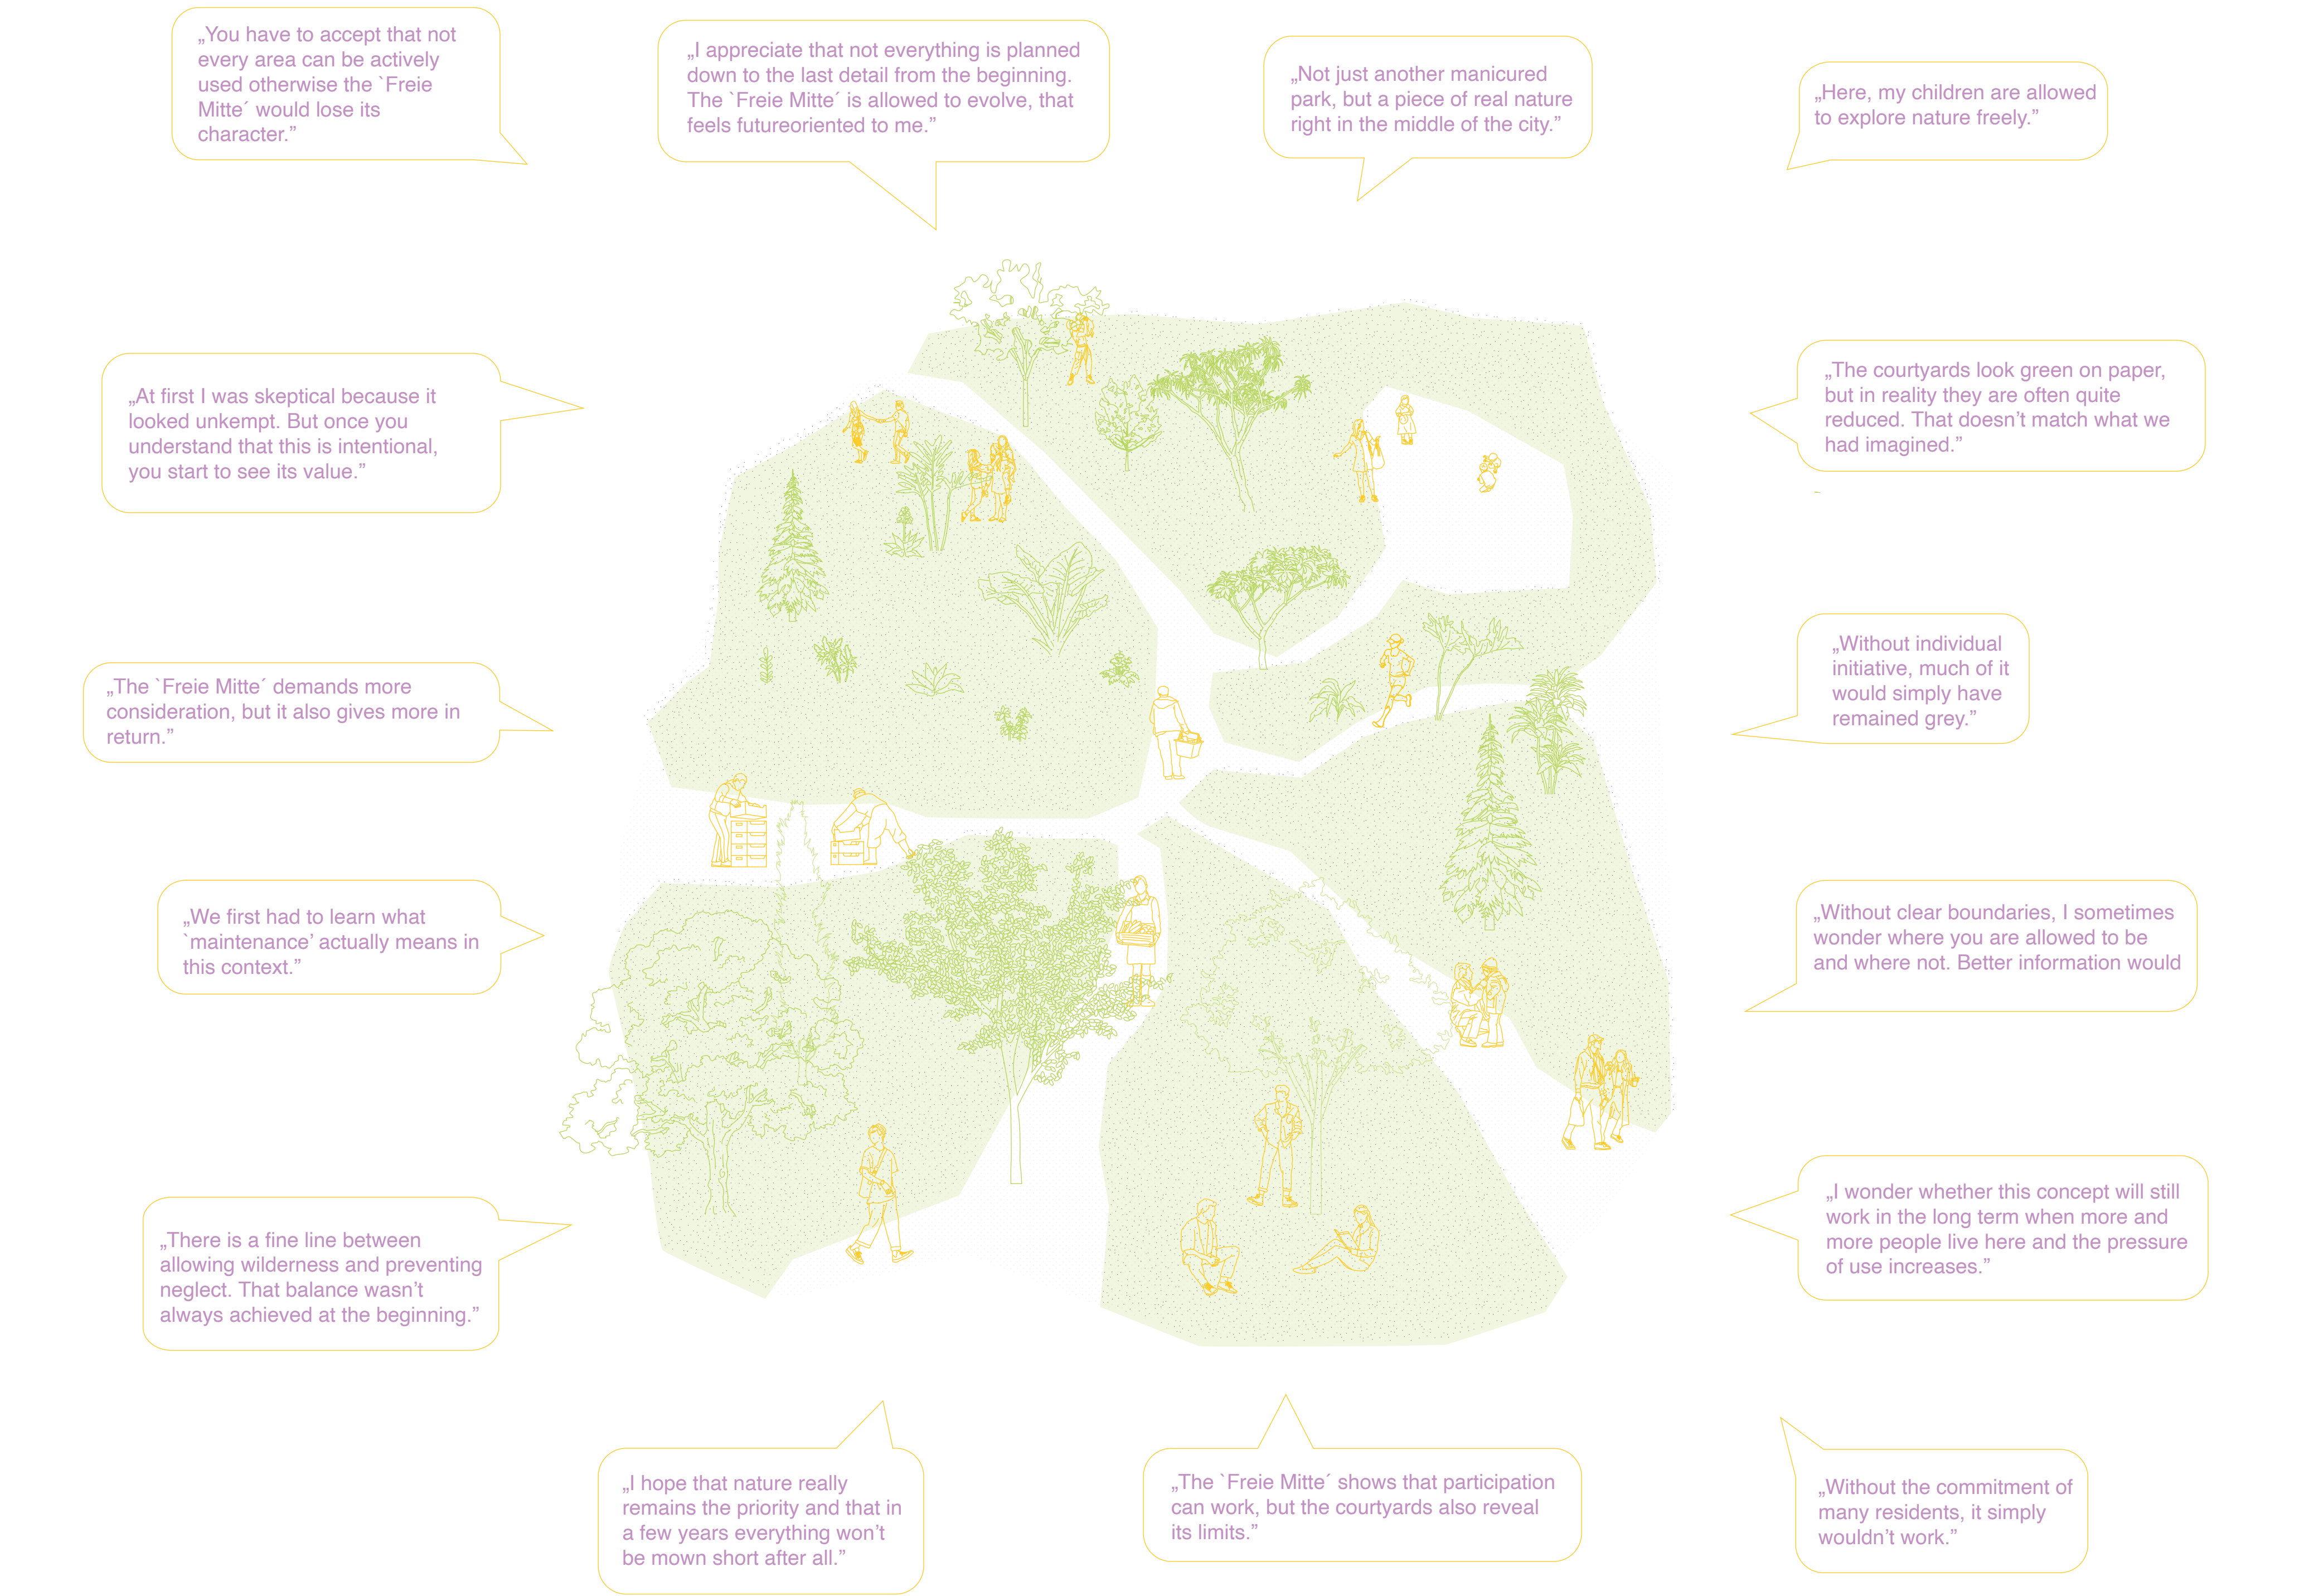 „You have to accept that not
every area can be actively
used otherwise the `Freie
Mitte´ would lose its
character.”
„I appreciate that not everything is planned
down to the last detail from the beginning.
The `Freie Mitte´ is allowed to evolve, that
feels futureoriented to me.”
„Not just another manicured
park, but a piece of real nature
right in the middle of the city.”
„Here, my children are allowed
to explore nature freely.”
„At first I was skeptical because it
looked unkempt. But once you
understand that this is intentional,
you start to see its value.”
„The courtyards look green on paper,
but in reality they are often quite
reduced. That doesn’t match what we
had imagined.”
„The `Freie Mitte´ demands more
consideration, but it also gives more in
return.”
„Without individual
initiative, much of it
would simply have
remained grey.”
„We first had to learn what
`maintenance’ actually means in
this context.”
„Without clear boundaries, I sometimes
wonder where you are allowed to be
and where not. Better information would
„There is a fine line between
allowing wilderness and preventing
neglect. That balance wasn’t
always achieved at the beginning.”
„I wonder whether this concept will still
work in the long term when more and
more people live here and the pressure
of use increases.”
„I hope that nature really
remains the priority and that in
a few years everything won’t
be mown short after all.”
„The `Freie Mitte´ shows that participation
can work, but the courtyards also reveal
its limits.”
„Without the commitment of
many residents, it simply
wouldn’t work.”